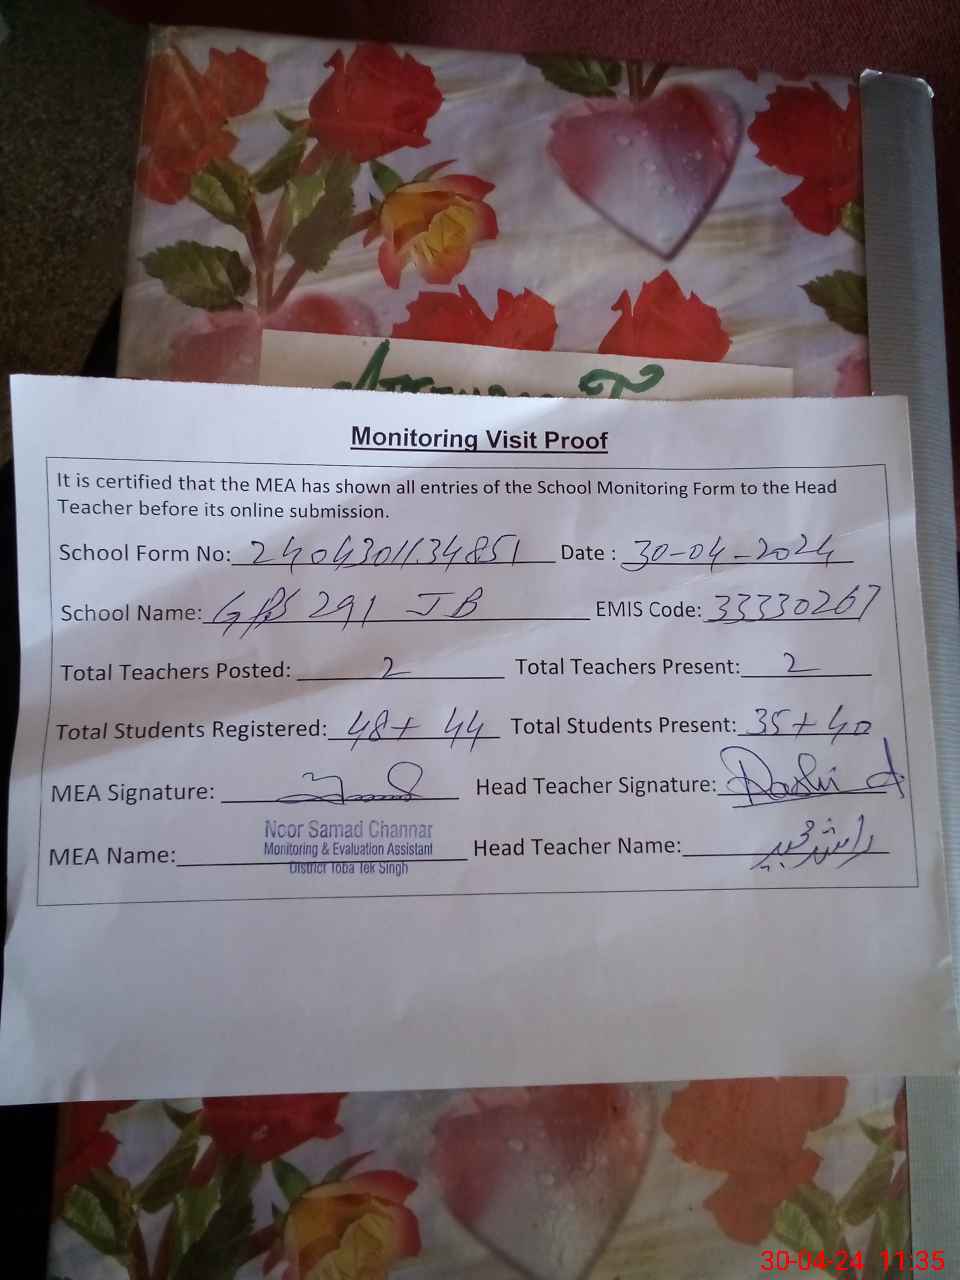 Monitoring Visit Proof
It is certified that the MEA has shown all entries of the School Monitoring Form to the Head
Teacher before its online submission.
School Form No: 2404301134851 Date : 30-04-2024
School Name: GPS 291 JB EMIS Code: 33330267
Total Teachers Posted: 2 Total Teachers Present: 2
Total Students Registered: 48+ 44 Total Students Present: 35+40
MEA Signature: Head Teacher Signature:
Noor Samad Channar
Monitoring & Evaluation Assistant
MEA Name: Head Teacher Name:
District Toba Tek Singh
30-04-24 11:35